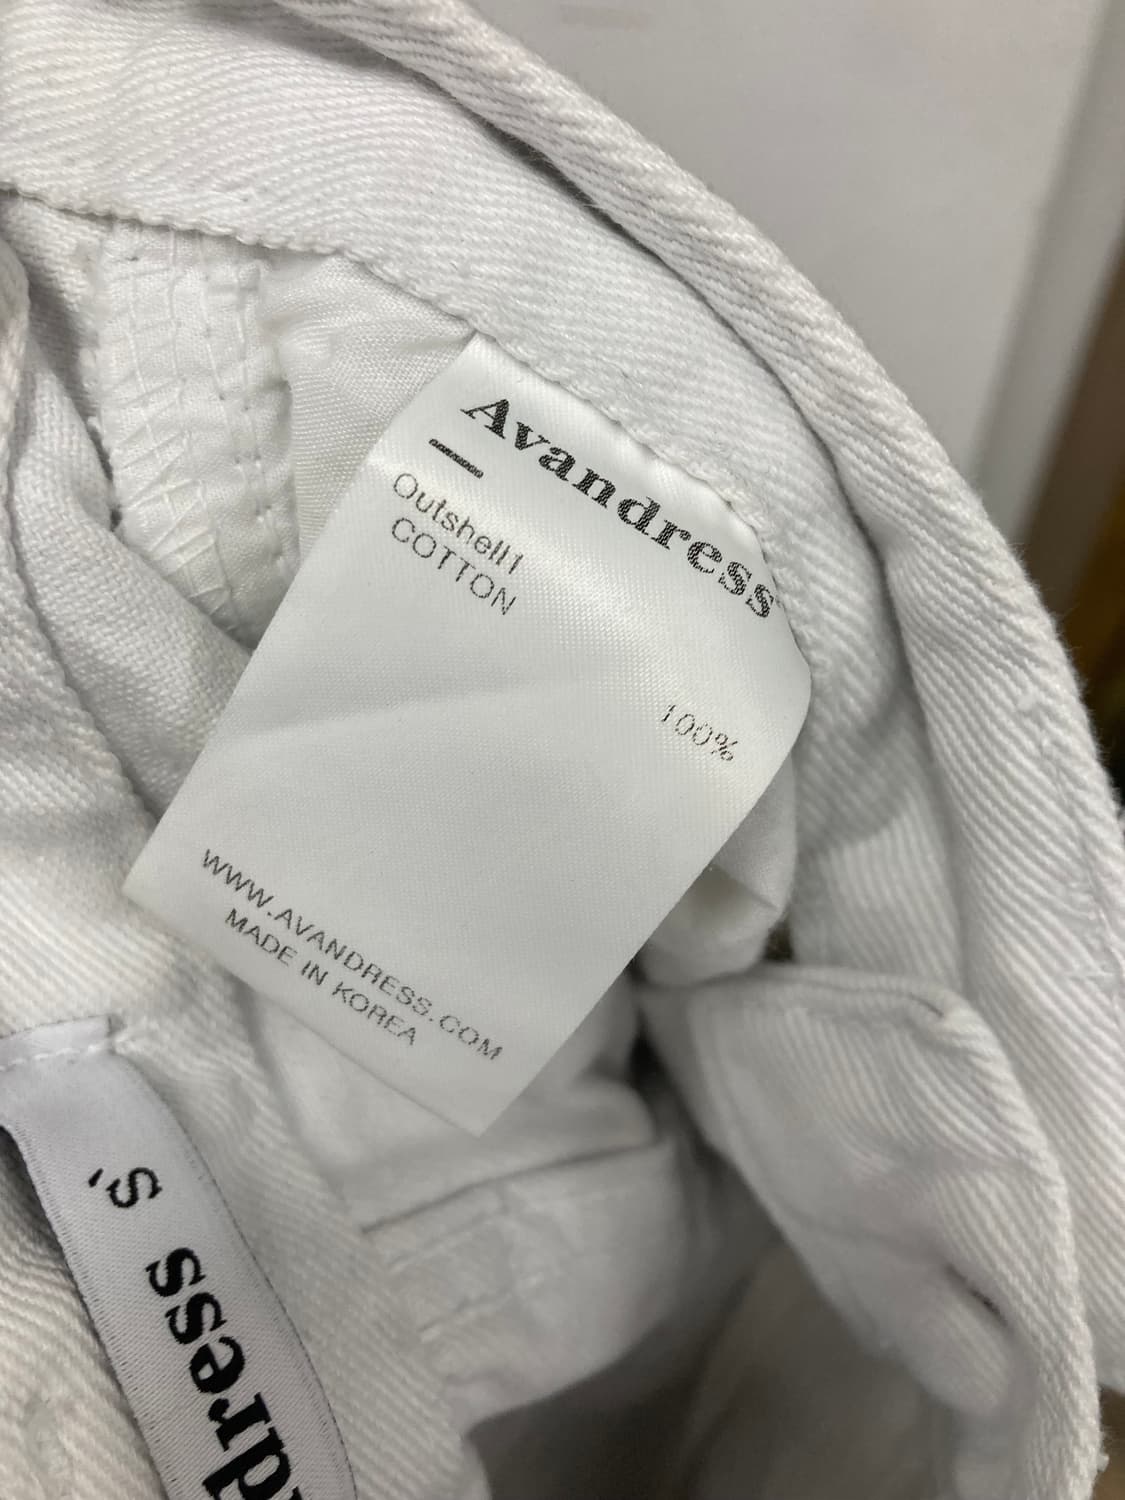 Avandress
Outshell1
COTTON
100%
WWW.AVANDRESS.COM
MADE IN KOREA
dress
S'